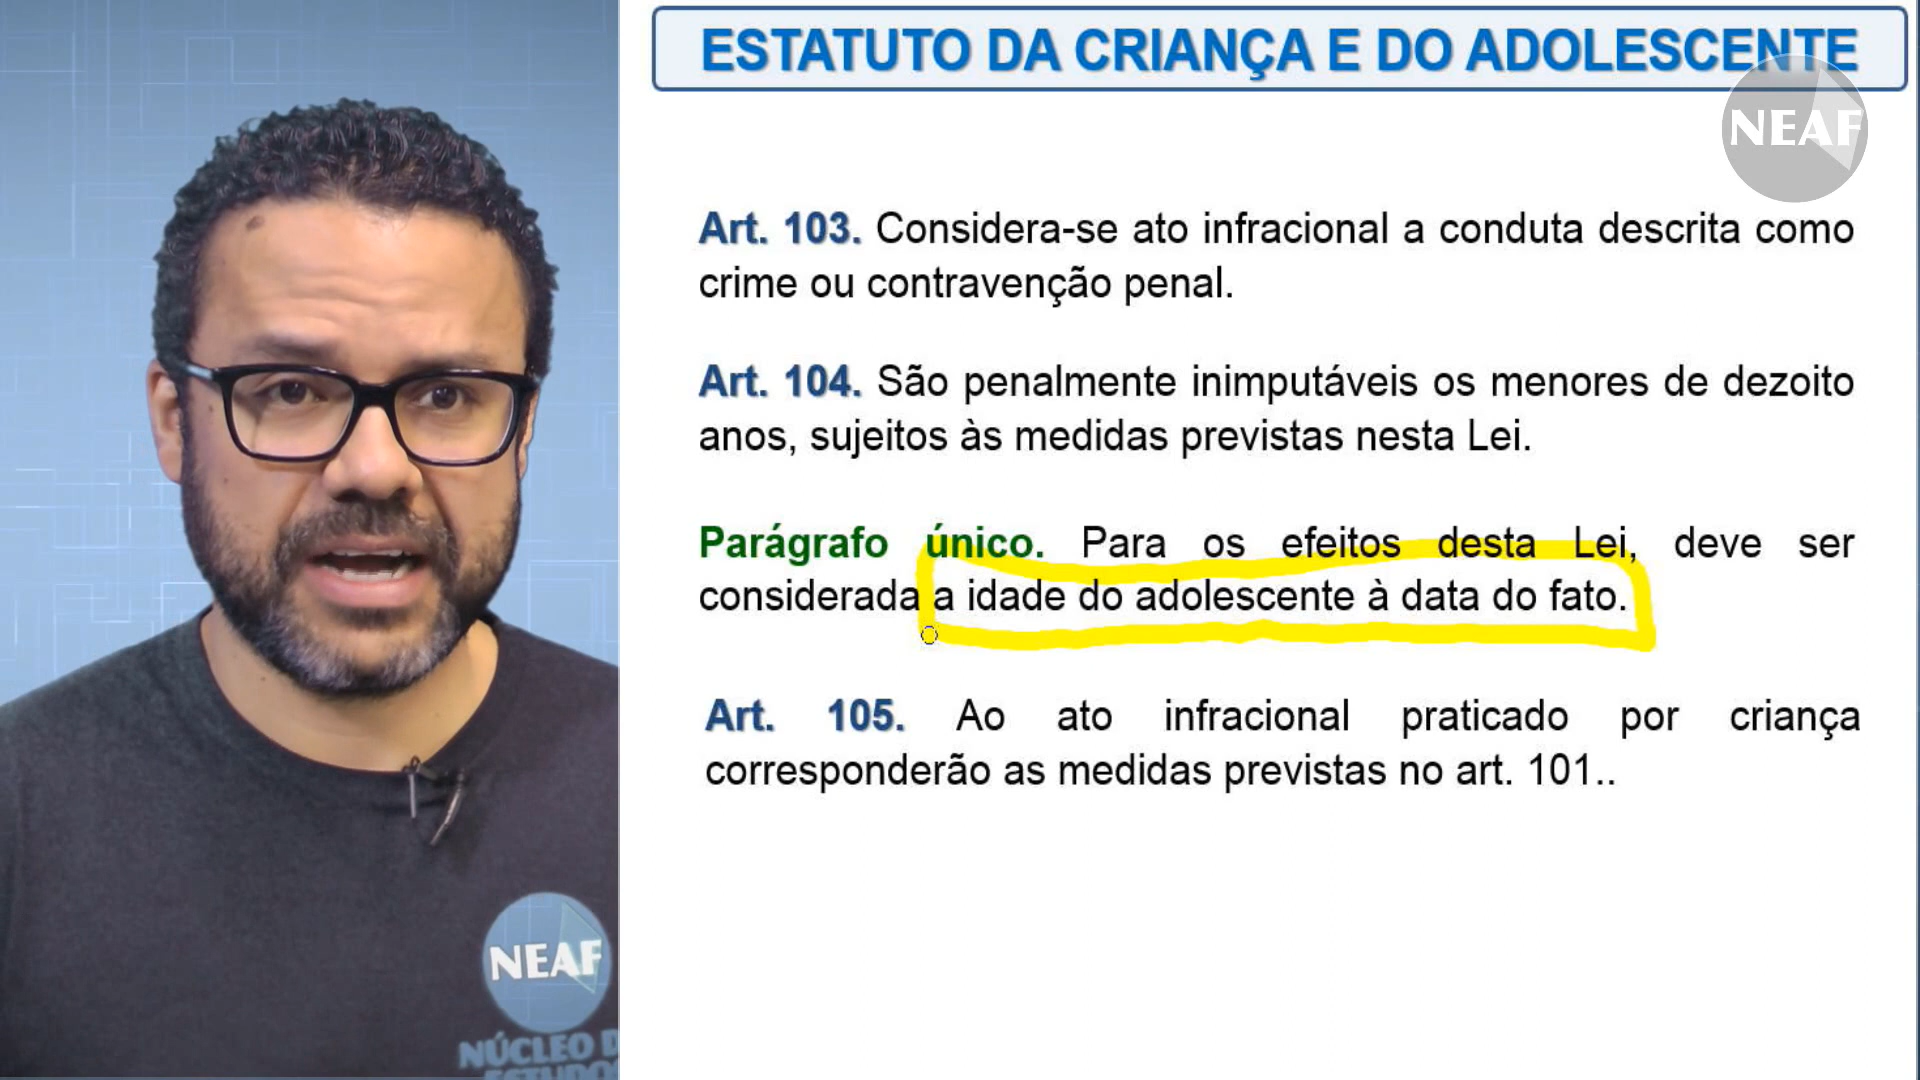 ESTATUTO DA CRIANÇA E DO ADOLESCENTE
NEAF
Art. 103. Considera-se ato infracional a conduta descrita como
crime ou contravenção penal.
Art. 104. São penalmente inimputáveis os menores de dezoito
anos, sujeitos às medidas previstas nesta Lei.
Parágrafo único. Para os efeitos desta Lei, deve ser
considerada a idade do adolescente à data do fato.
Art. 105. Ao ato infracional praticado por criança
corresponderão as medidas previstas no art. 101..
NEAF
NÚCLEO D
ESTUDOS